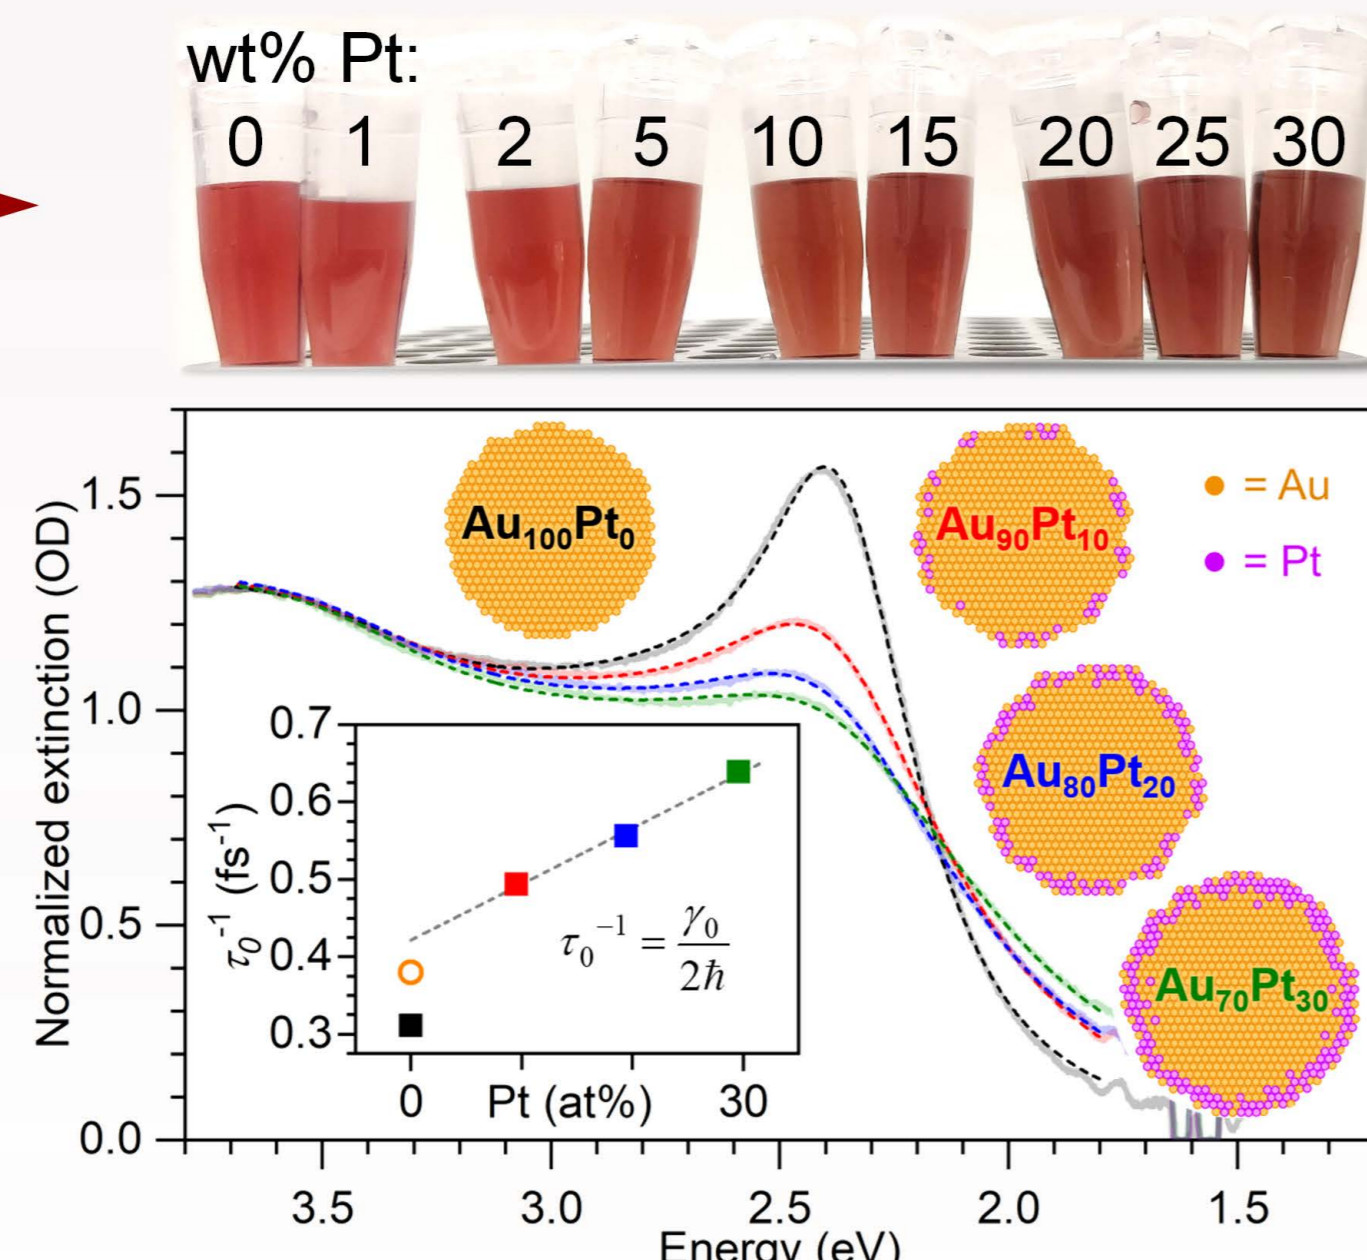 wt% Pt:
0 1 2 5 10 15 20 25 30
Normalized extinction (OD)
1.5
1.0
0.5
0.0
Au₁₀₀Pt₀
Au₉₀Pt₁₀
= Au
= Pt
Au₈₀Pt₂₀
Au₇₀Pt₃₀
τ₀⁻¹ (fs⁻¹)
0.7
0.6
0.5
0.4
0.3
τ₀⁻¹ = γ₀ / 2ħ
0 Pt (at%) 30
3.5 3.0 2.5 2.0 1.5
Energy (eV)